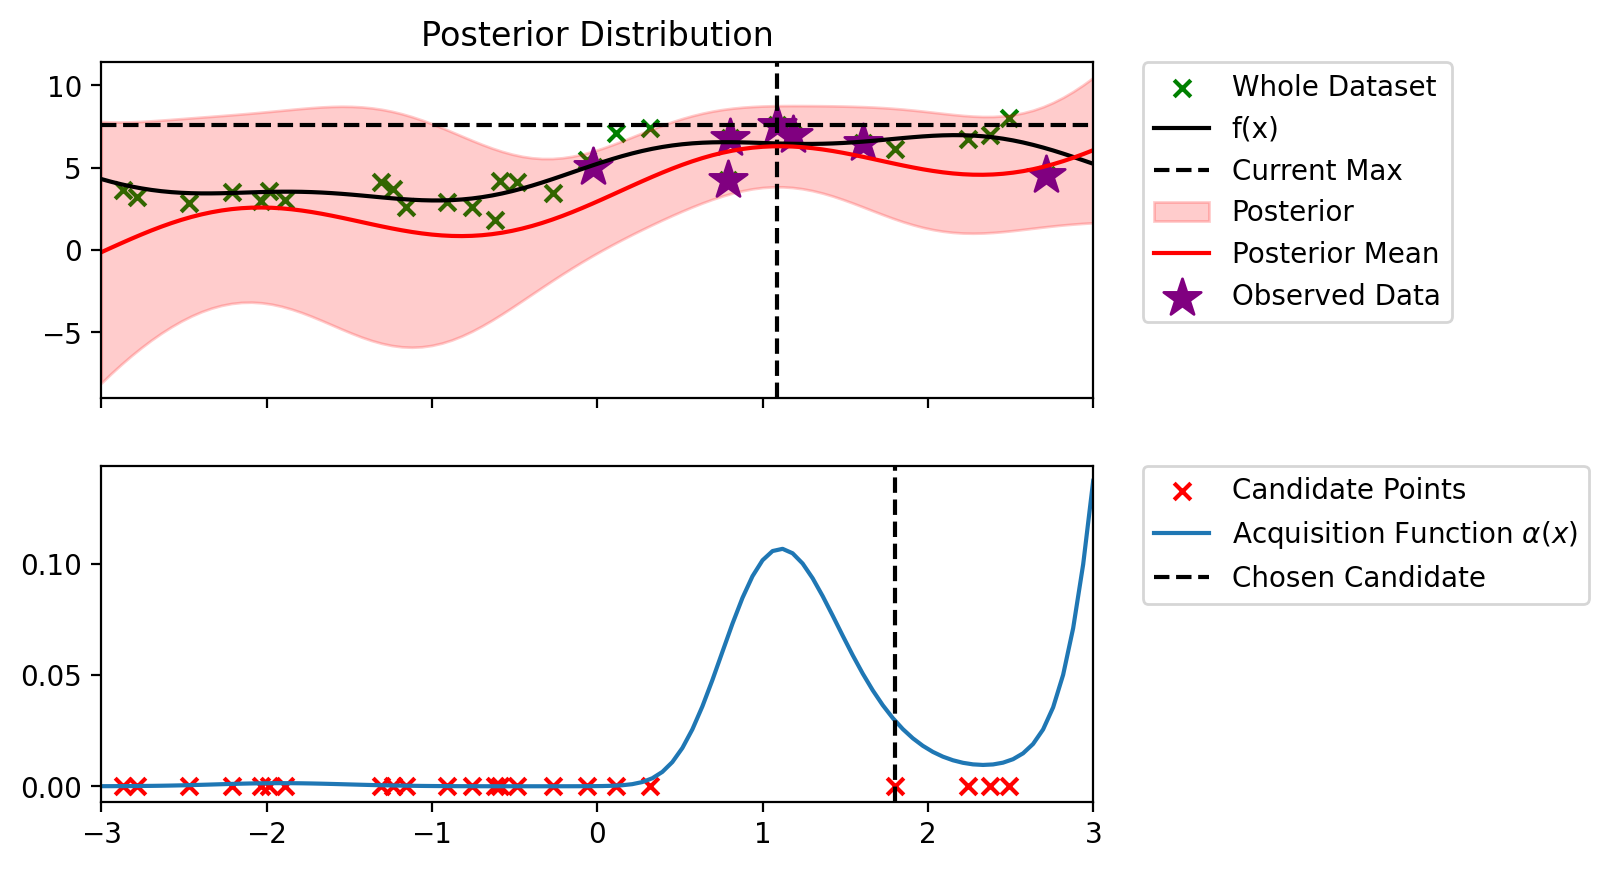 Posterior Distribution
10
5
0
−5
Whole Dataset
f(x)
Current Max
Posterior
Posterior Mean
Observed Data
0.10
0.05
0.00
−3 −2 −1 0 1 2 3
Candidate Points
Acquisition Function α(x)
Chosen Candidate